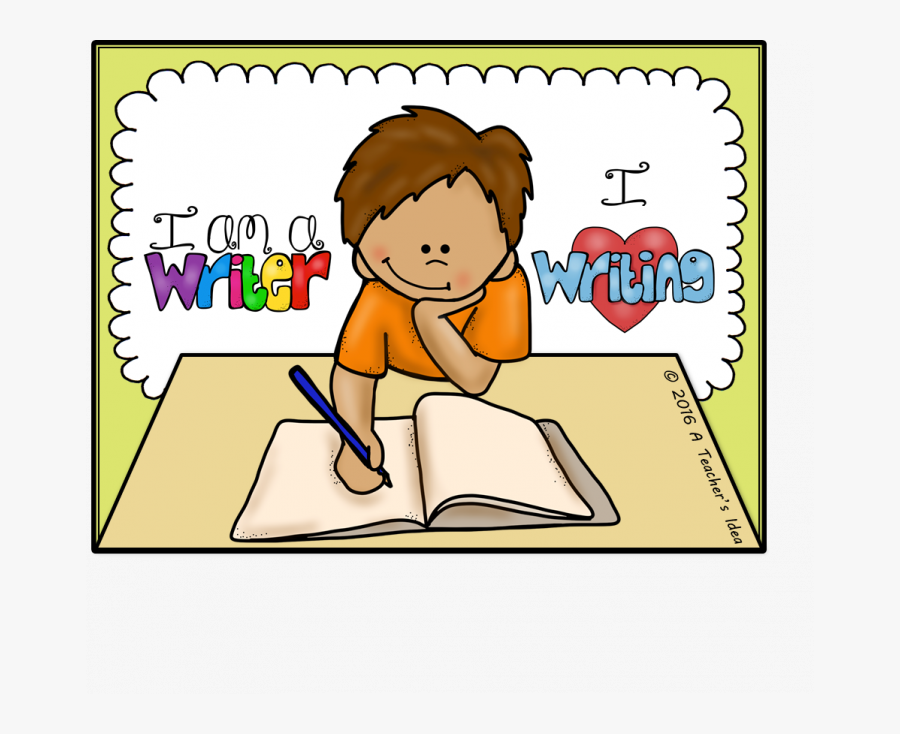 I am a
Writer
I
Writing
© 2016 A Teacher's Idea